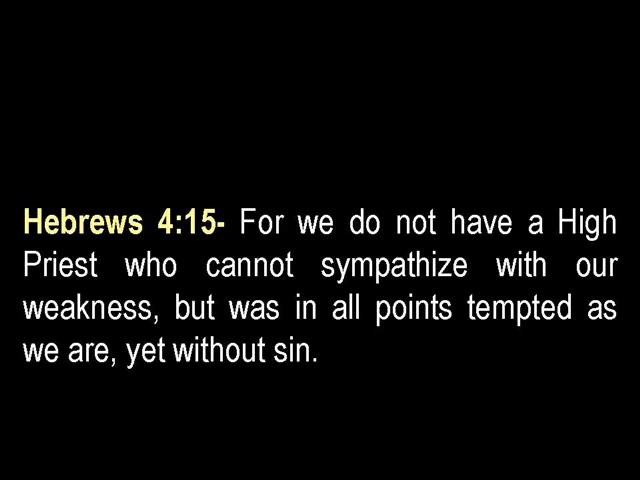 Hebrews 4:15- For we do not have a High
Priest who cannot sympathize with our
weakness, but was in all points tempted as
we are, yet without sin.